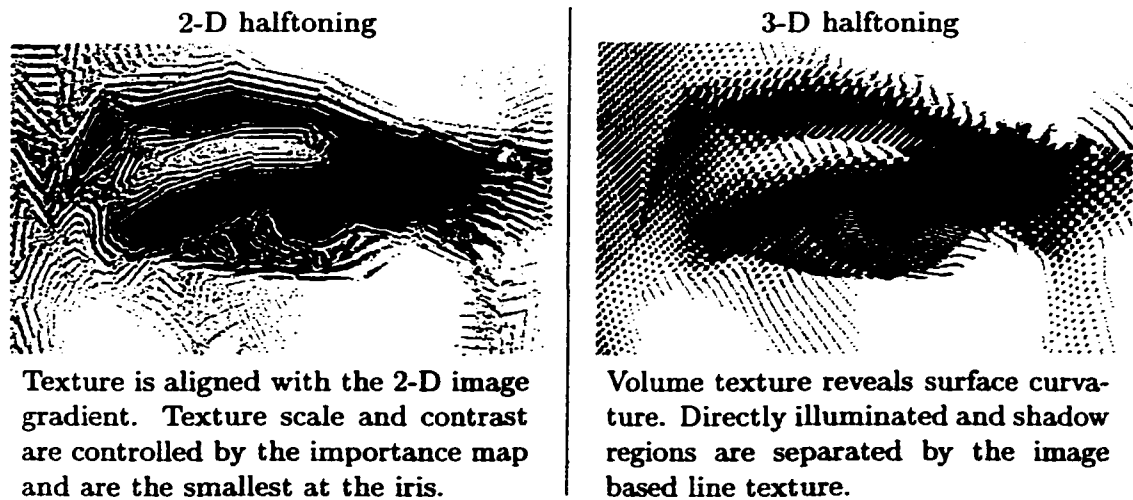 2-D halftoning
Texture is aligned with the 2-D image
gradient. Texture scale and contrast
are controlled by the importance map
and are the smallest at the iris.
3-D halftoning
Volume texture reveals surface curva-
ture. Directly illuminated and shadow
regions are separated by the image
based line texture.